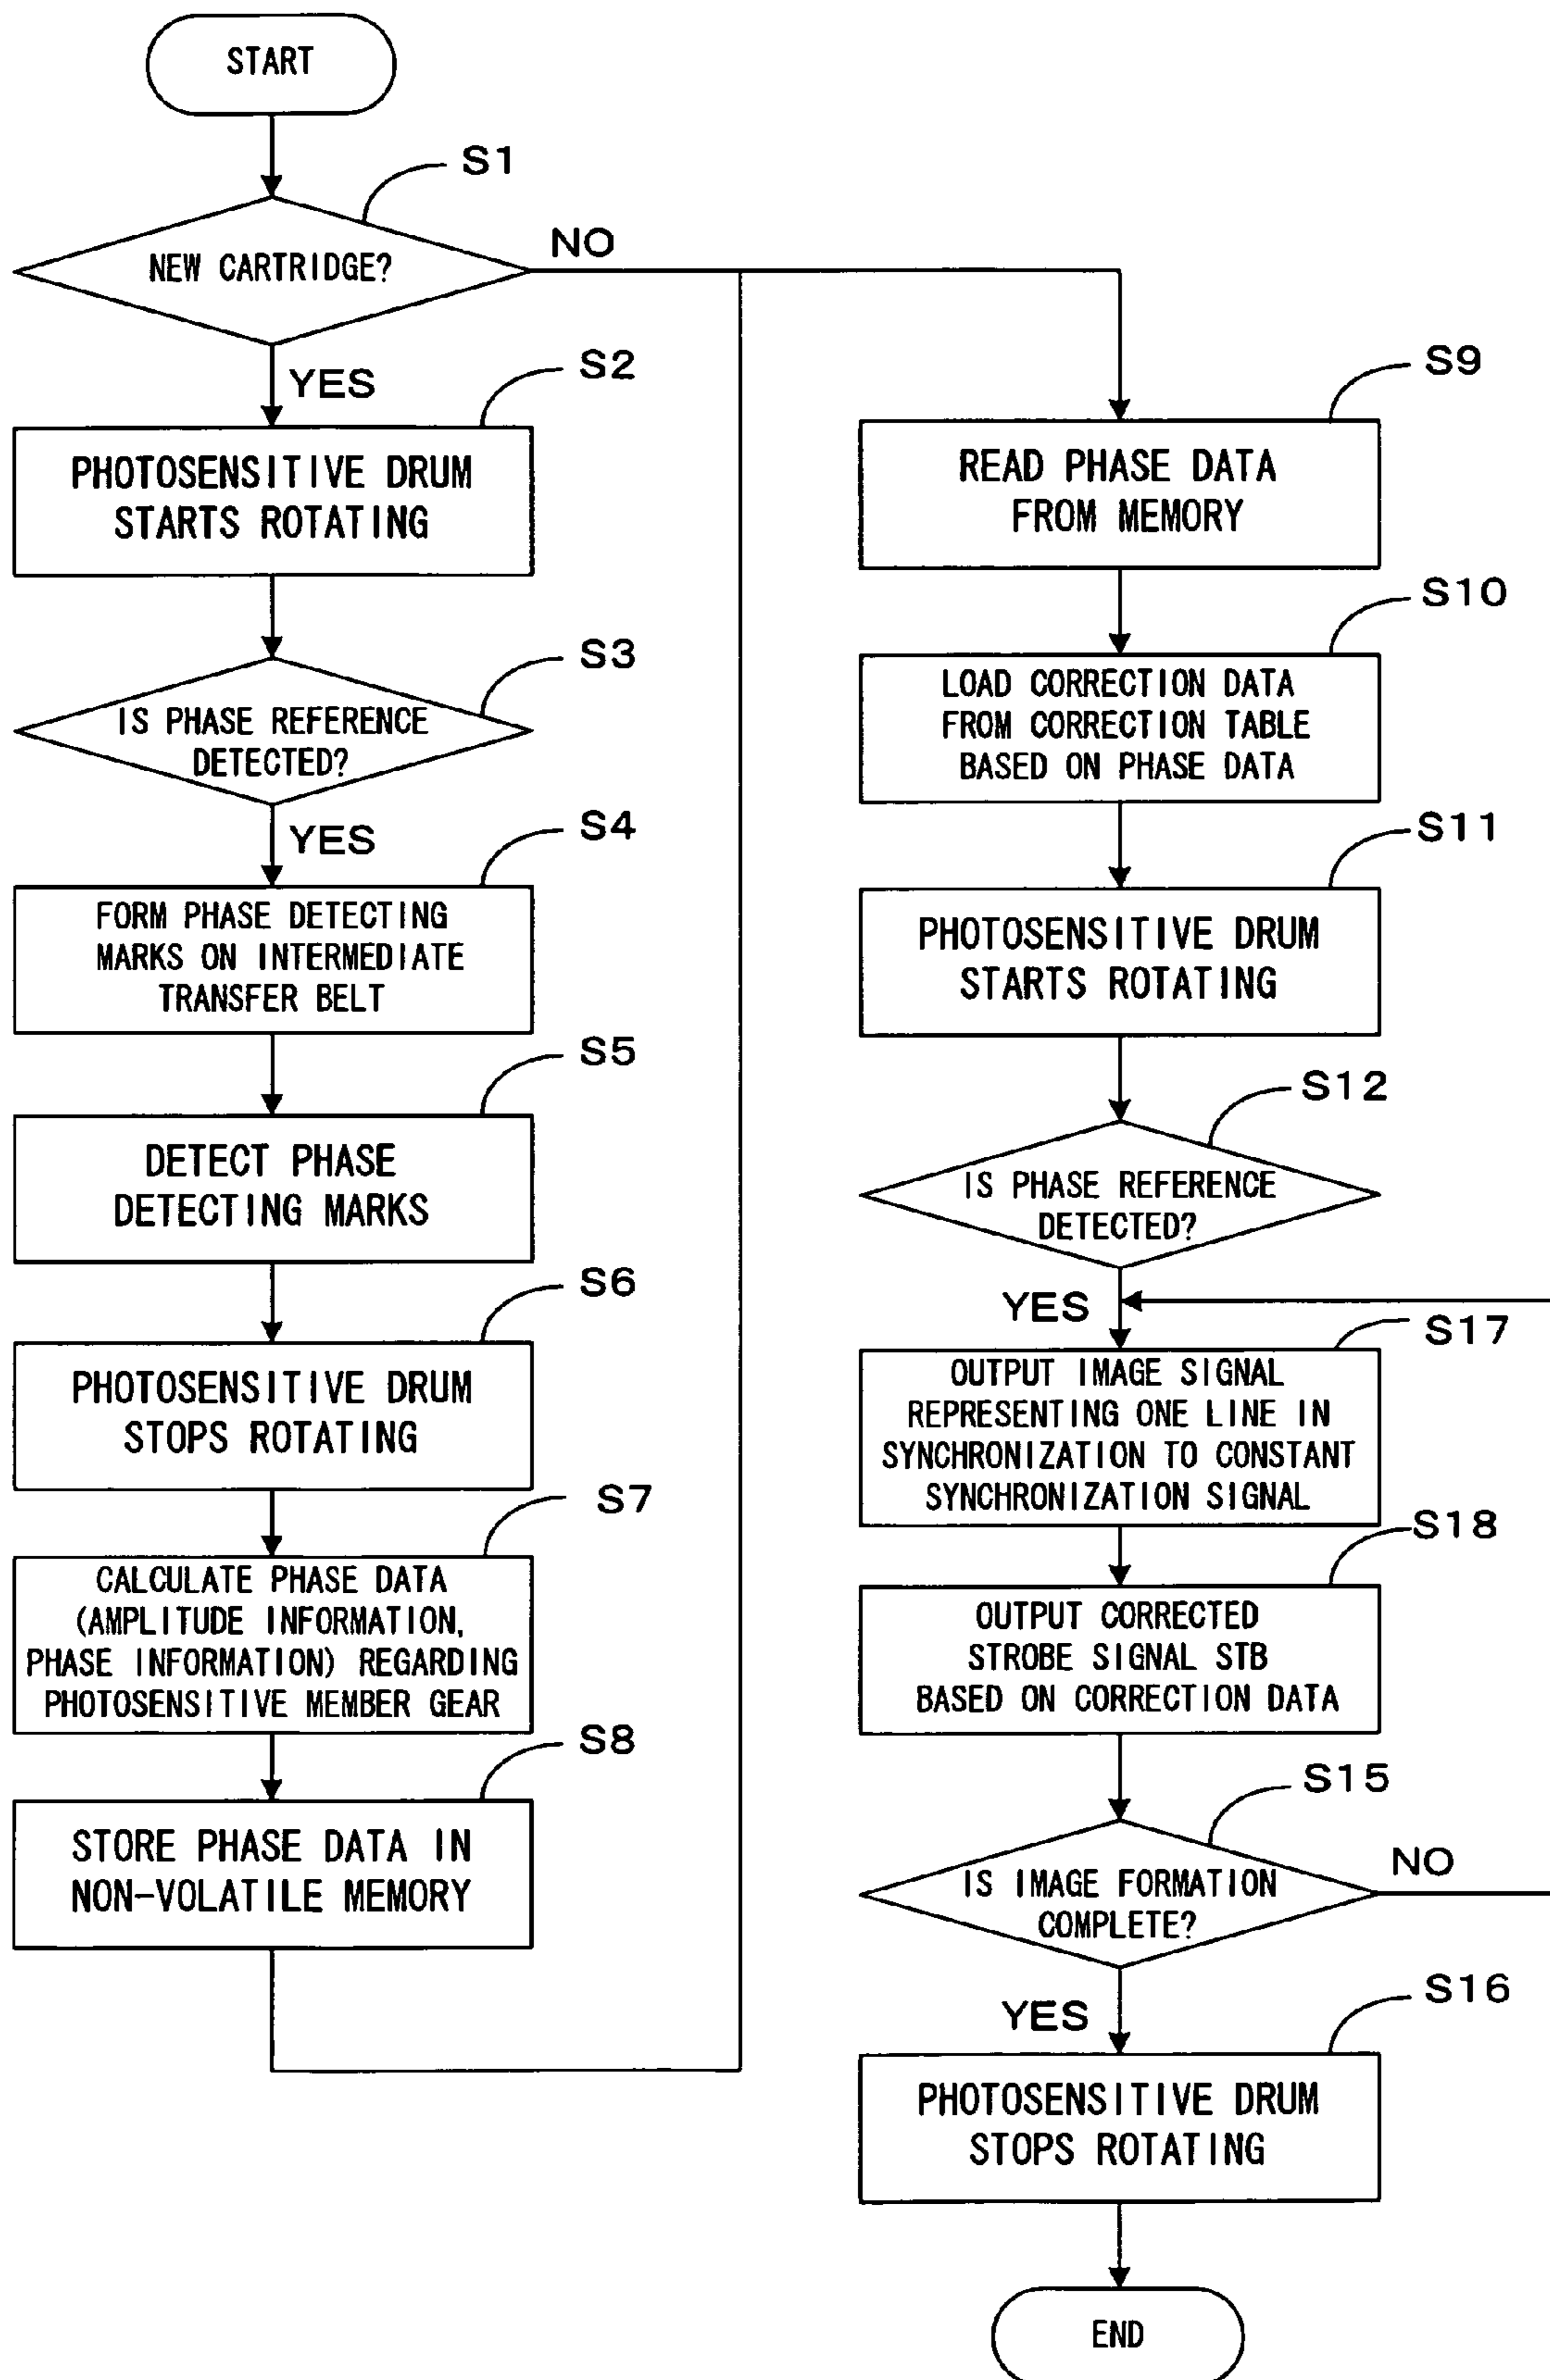 START
S1
NEW CARTRIDGE?
NO
YES
S2
PHOTOSENSITIVE DRUM
STARTS ROTATING
S3
IS PHASE REFERENCE
DETECTED?
YES
S4
FORM PHASE DETECTING
MARKS ON INTERMEDIATE
TRANSFER BELT
S5
DETECT PHASE
DETECTING MARKS
S6
PHOTOSENSITIVE DRUM
STOPS ROTATING
S7
CALCULATE PHASE DATA
(AMPLITUDE INFORMATION,
PHASE INFORMATION) REGARDING
PHOTOSENSITIVE MEMBER GEAR
S8
STORE PHASE DATA IN
NON-VOLATILE MEMORY
S9
READ PHASE DATA
FROM MEMORY
S10
LOAD CORRECTION DATA
FROM CORRECTION TABLE
BASED ON PHASE DATA
S11
PHOTOSENSITIVE DRUM
STARTS ROTATING
S12
IS PHASE REFERENCE
DETECTED?
YES
S17
OUTPUT IMAGE SIGNAL
REPRESENTING ONE LINE IN
SYNCHRONIZATION TO CONSTANT
SYNCHRONIZATION SIGNAL
S18
OUTPUT CORRECTED
STROBE SIGNAL STB
BASED ON CORRECTION DATA
S15
IS IMAGE FORMATION
COMPLETE?
NO
YES
S16
PHOTOSENSITIVE DRUM
STOPS ROTATING
END